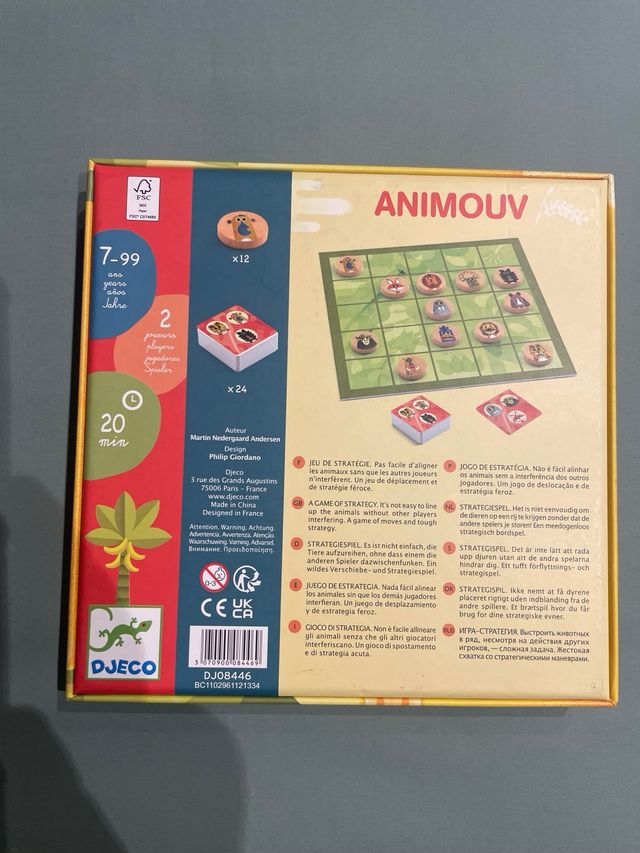 FSC
MIX
Paper
FSC® C074885
ANIMOUV
7-99
ans
years
años
Jahre
2
joueurs
players
jugadores
Spieler
20
min
x12
x24
Auteur
Martin Nedergaard Andersen
Design
Philip Giordano
Djeco
3 rue des Grands Augustins
75006 Paris – France
www.djeco.com
Made in China
Designed in France
Attention. Warning. Achtung.
Advertencia. Avvertenza. Atenção.
Waarschuwing. Varning. Advarsel.
Внимание.
0-3
CE UK
CA
3 070900 084469
DJ08446
BC1102961121334
DJECO
F JEU DE STRATÉGIE. Pas facile d'aligner
les animaux sans que les autres joueurs
n'interfèrent. Un jeu de déplacement et
de stratégie féroce.
GB A GAME OF STRATEGY. It's not easy to line
up the animals without other players
interfering. A game of moves and tough
strategy.
D STRATEGIESPIEL. Es ist nicht einfach, die
Tiere aufzureihen, ohne dass einem die
anderen Spieler dazwischenfunken. Ein
wildes Verschiebe- und Strategiespiel.
E JUEGO DE ESTRATEGIA. Nada fácil alinear
los animales sin que los demás jugadores
interfieran. Un juego de desplazamiento
y de estrategia feroz.
I GIOCO DI STRATEGIA. Non è facile allineare
gli animali senza che gli altri giocatori
interferiscano. Un gioco di spostamento
e di strategia acuta.
P JOGO DE ESTRATÉGIA. Não é fácil alinhar
os animais sem a interferência dos outros
jogadores. Um jogo de deslocação e de
estratégia feroz.
NL STRATEGIESPEL. Het is niet eenvoudig om
de dieren op een rij te krijgen zonder dat de
andere spelers je storen! Een meedogenloos
strategisch bordspel.
S STRATEGISPEL. Det är inte lätt att rada
upp djuren utan att de andra spelarna
hindrar dig. Ett tufft förflyttnings- och
strategispel.
DK STRATEGISPIL. Ikke nemt at få dyrene
placeret rigtigt uden indblanding fra de
andre spillere. Et brætspil hvor du får
brug for dine strategiske evner.
RUS ИГРА-СТРАТЕГИЯ. Выстроить животных
в ряд, несмотря на действия других
игроков, — сложная задача. Жестокая
схватка со стратегическими маневрами.